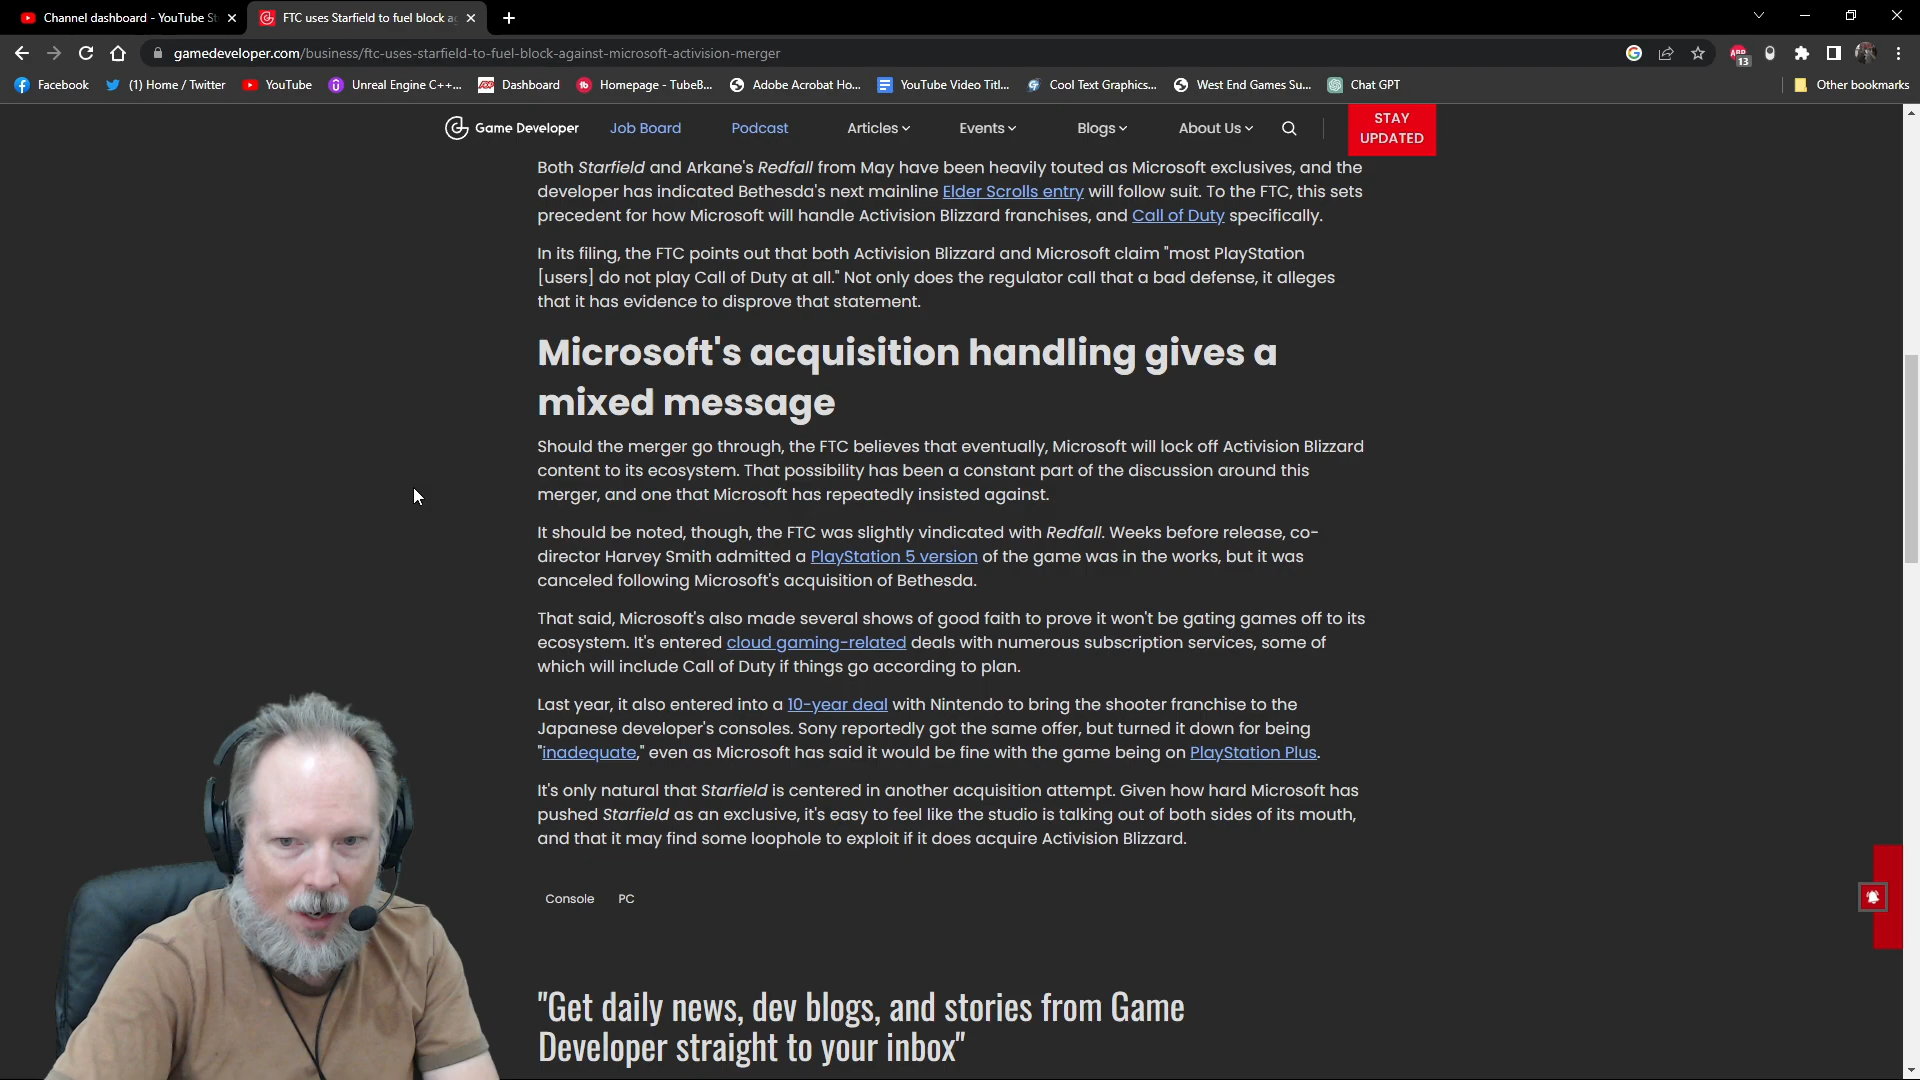 Channel dashboard - YouTube St
FTC uses Starfield to fuel block ag
gamedeveloper.com/business/ftc-uses-starfield-to-fuel-block-against-microsoft-activision-merger
13
Facebook
(1) Home / Twitter
YouTube
Unreal Engine C++...
Dashboard
Homepage - TubeB...
Adobe Acrobat Ho...
YouTube Video Titl...
Cool Text Graphics...
West End Games Su...
Chat GPT
Other bookmarks
Game Developer
Job Board
Podcast
Articles
Events
Blogs
About Us
STAY
UPDATED
Both Starfield and Arkane's Redfall from May have been heavily touted as Microsoft exclusives, and the
developer has indicated Bethesda's next mainline Elder Scrolls entry will follow suit. To the FTC, this sets
precedent for how Microsoft will handle Activision Blizzard franchises, and Call of Duty specifically.
In its filing, the FTC points out that both Activision Blizzard and Microsoft claim "most PlayStation
[users] do not play Call of Duty at all." Not only does the regulator call that a bad defense, it alleges
that it has evidence to disprove that statement.
Microsoft's acquisition handling gives a
mixed message
Should the merger go through, the FTC believes that eventually, Microsoft will lock off Activision Blizzard
content to its ecosystem. That possibility has been a constant part of the discussion around this
merger, and one that Microsoft has repeatedly insisted against.
It should be noted, though, the FTC was slightly vindicated with Redfall. Weeks before release, co-
director Harvey Smith admitted a PlayStation 5 version of the game was in the works, but it was
canceled following Microsoft's acquisition of Bethesda.
That said, Microsoft's also made several shows of good faith to prove it won't be gating games off to its
ecosystem. It's entered cloud gaming-related deals with numerous subscription services, some of
which will include Call of Duty if things go according to plan.
Last year, it also entered into a 10-year deal with Nintendo to bring the shooter franchise to the
Japanese developer's consoles. Sony reportedly got the same offer, but turned it down for being
"inadequate," even as Microsoft has said it would be fine with the game being on PlayStation Plus.
It's only natural that Starfield is centered in another acquisition attempt. Given how hard Microsoft has
pushed Starfield as an exclusive, it's easy to feel like the studio is talking out of both sides of its mouth,
and that it may find some loophole to exploit if it does acquire Activision Blizzard.
Console
PC
"Get daily news, dev blogs, and stories from Game
Developer straight to your inbox"